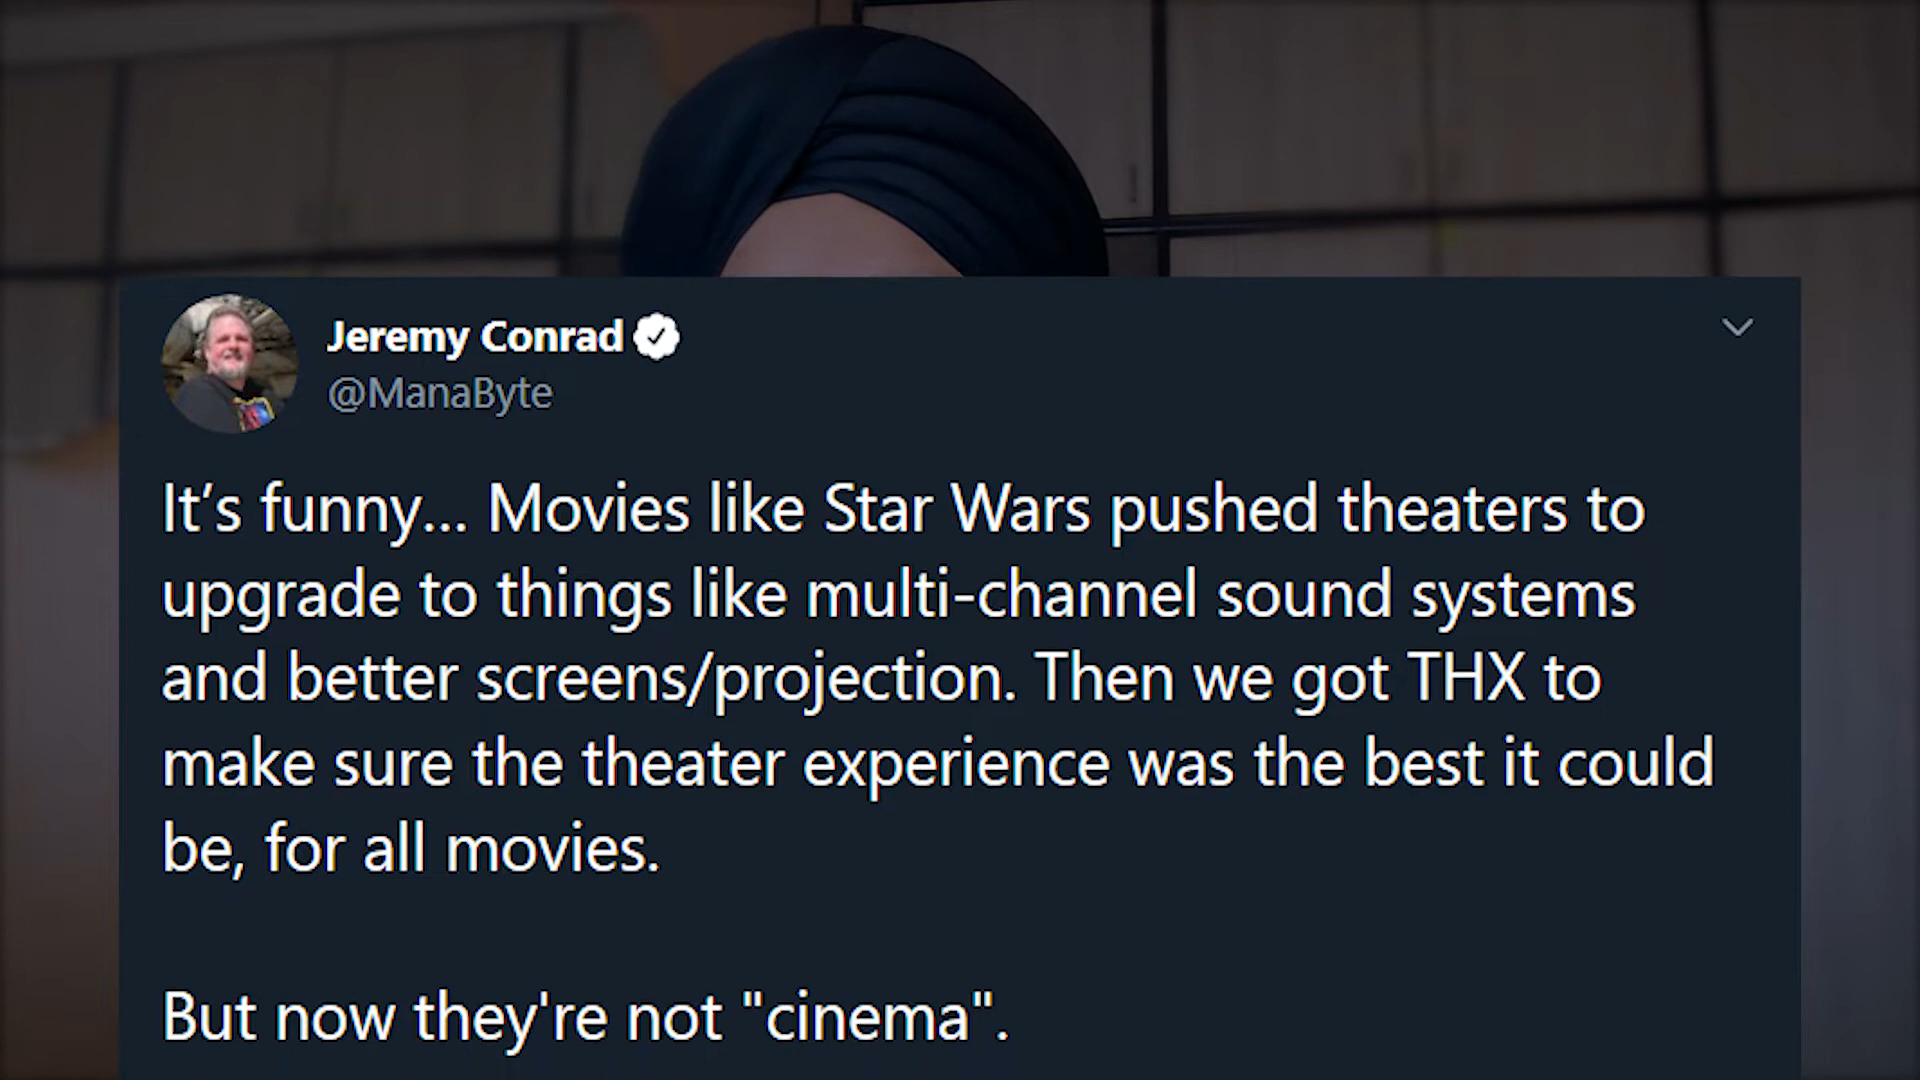 Jeremy Conrad
@ManaByte
It’s funny... Movies like Star Wars pushed theaters to
upgrade to things like multi-channel sound systems
and better screens/projection. Then we got THX to
make sure the theater experience was the best it could
be, for all movies.
But now they're not "cinema".